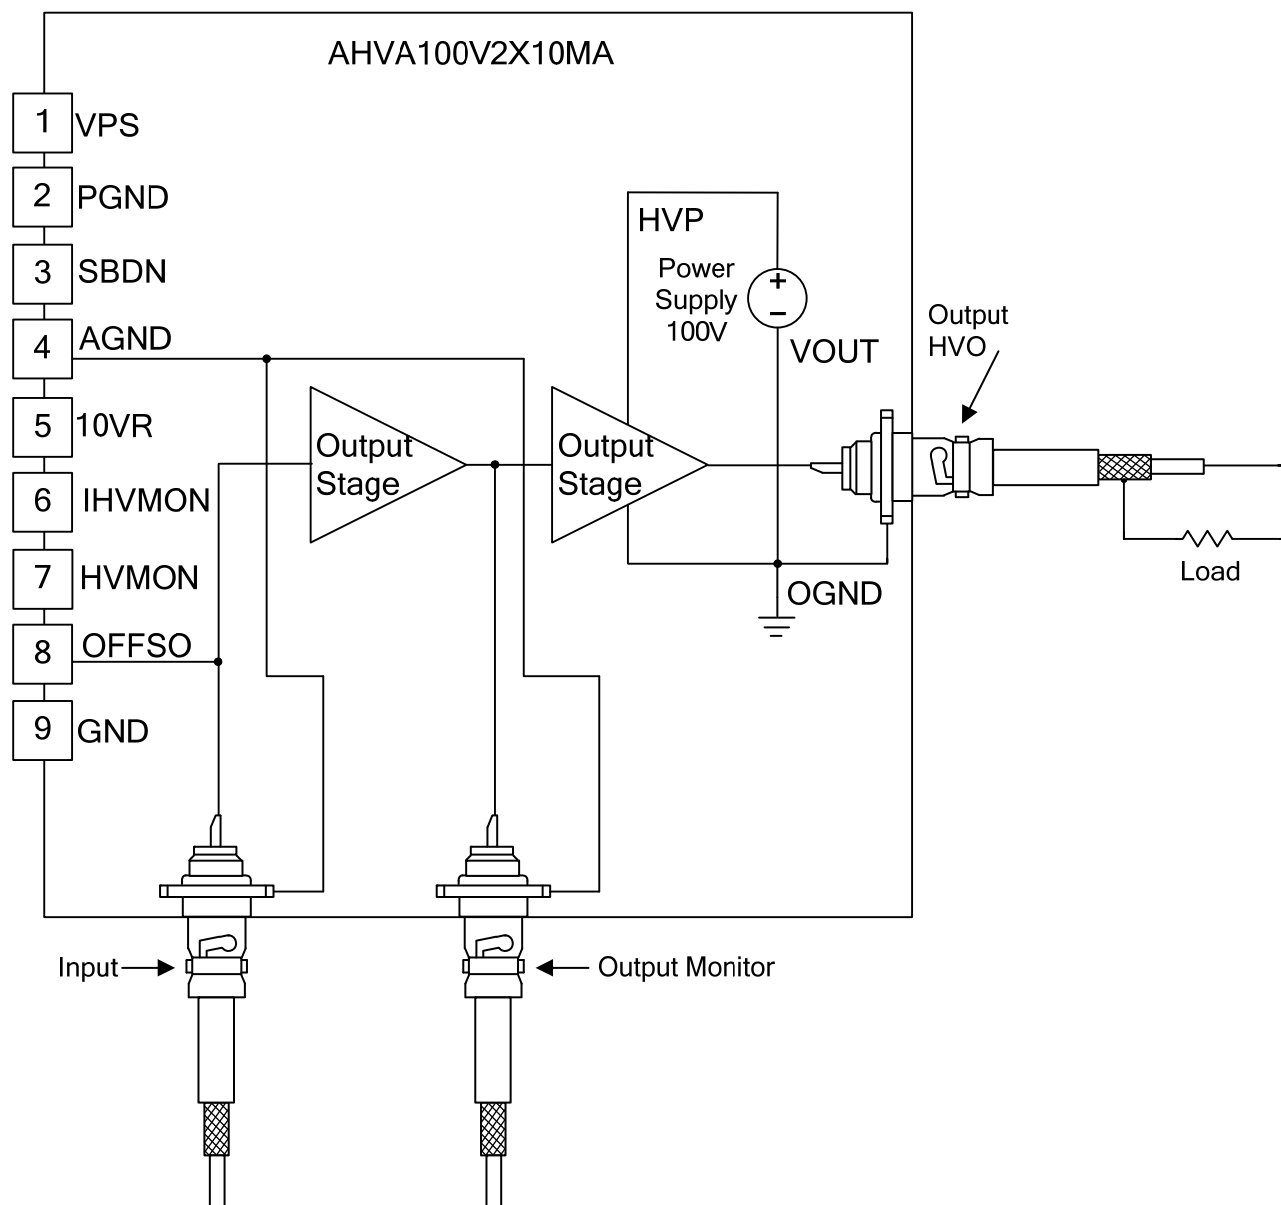 AHVA100V2X10MA
1 VPS
2 PGND
3 SBDN
4 AGND
5 10VR
6 IHVMON
7 HVMON
8 OFFSO
9 GND
Output
Stage
Output
Stage
HVP
Power
Supply
100V
+
−
VOUT
OGND
Output
HVO
Load
Input
Output Monitor